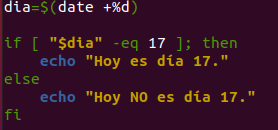 dia=$(date +%d)
if [ "$dia" -eq 17 ]; then
    echo "Hoy es día 17."
else
    echo "Hoy NO es día 17."
fi